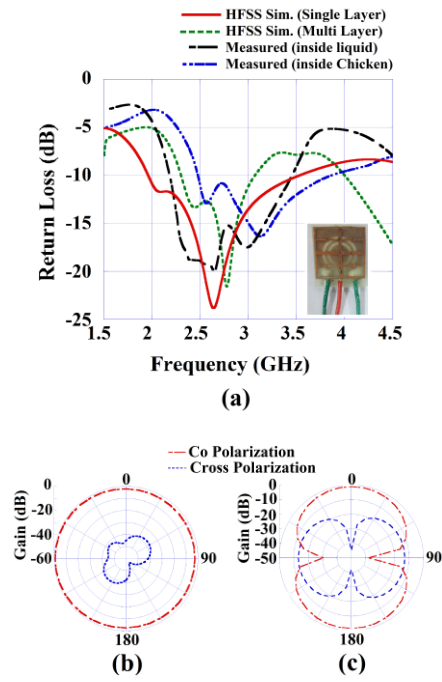 HFSS Sim. (Single Layer)
HFSS Sim. (Multi Layer)
Measured (inside liquid)
Measured (inside Chicken)
0
-5
-10
-15
-20
-25
Return Loss (dB)
1.5 2 2.5 3 3.5 4 4.5
Frequency (GHz)
(a)
Co Polarization
Cross Polarization
0
0
-20
-40
-60
Gain (dB)
90
180
(b)
0
0
-10
-20
-30
-40
-50
Gain (dB)
90
180
(c)